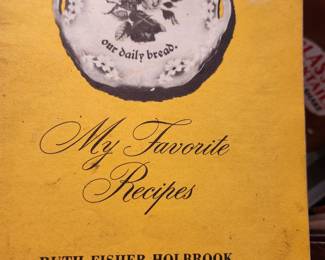 our daily bread.
My Favorite
Recipes
RUTH FISHER HOLBROOK